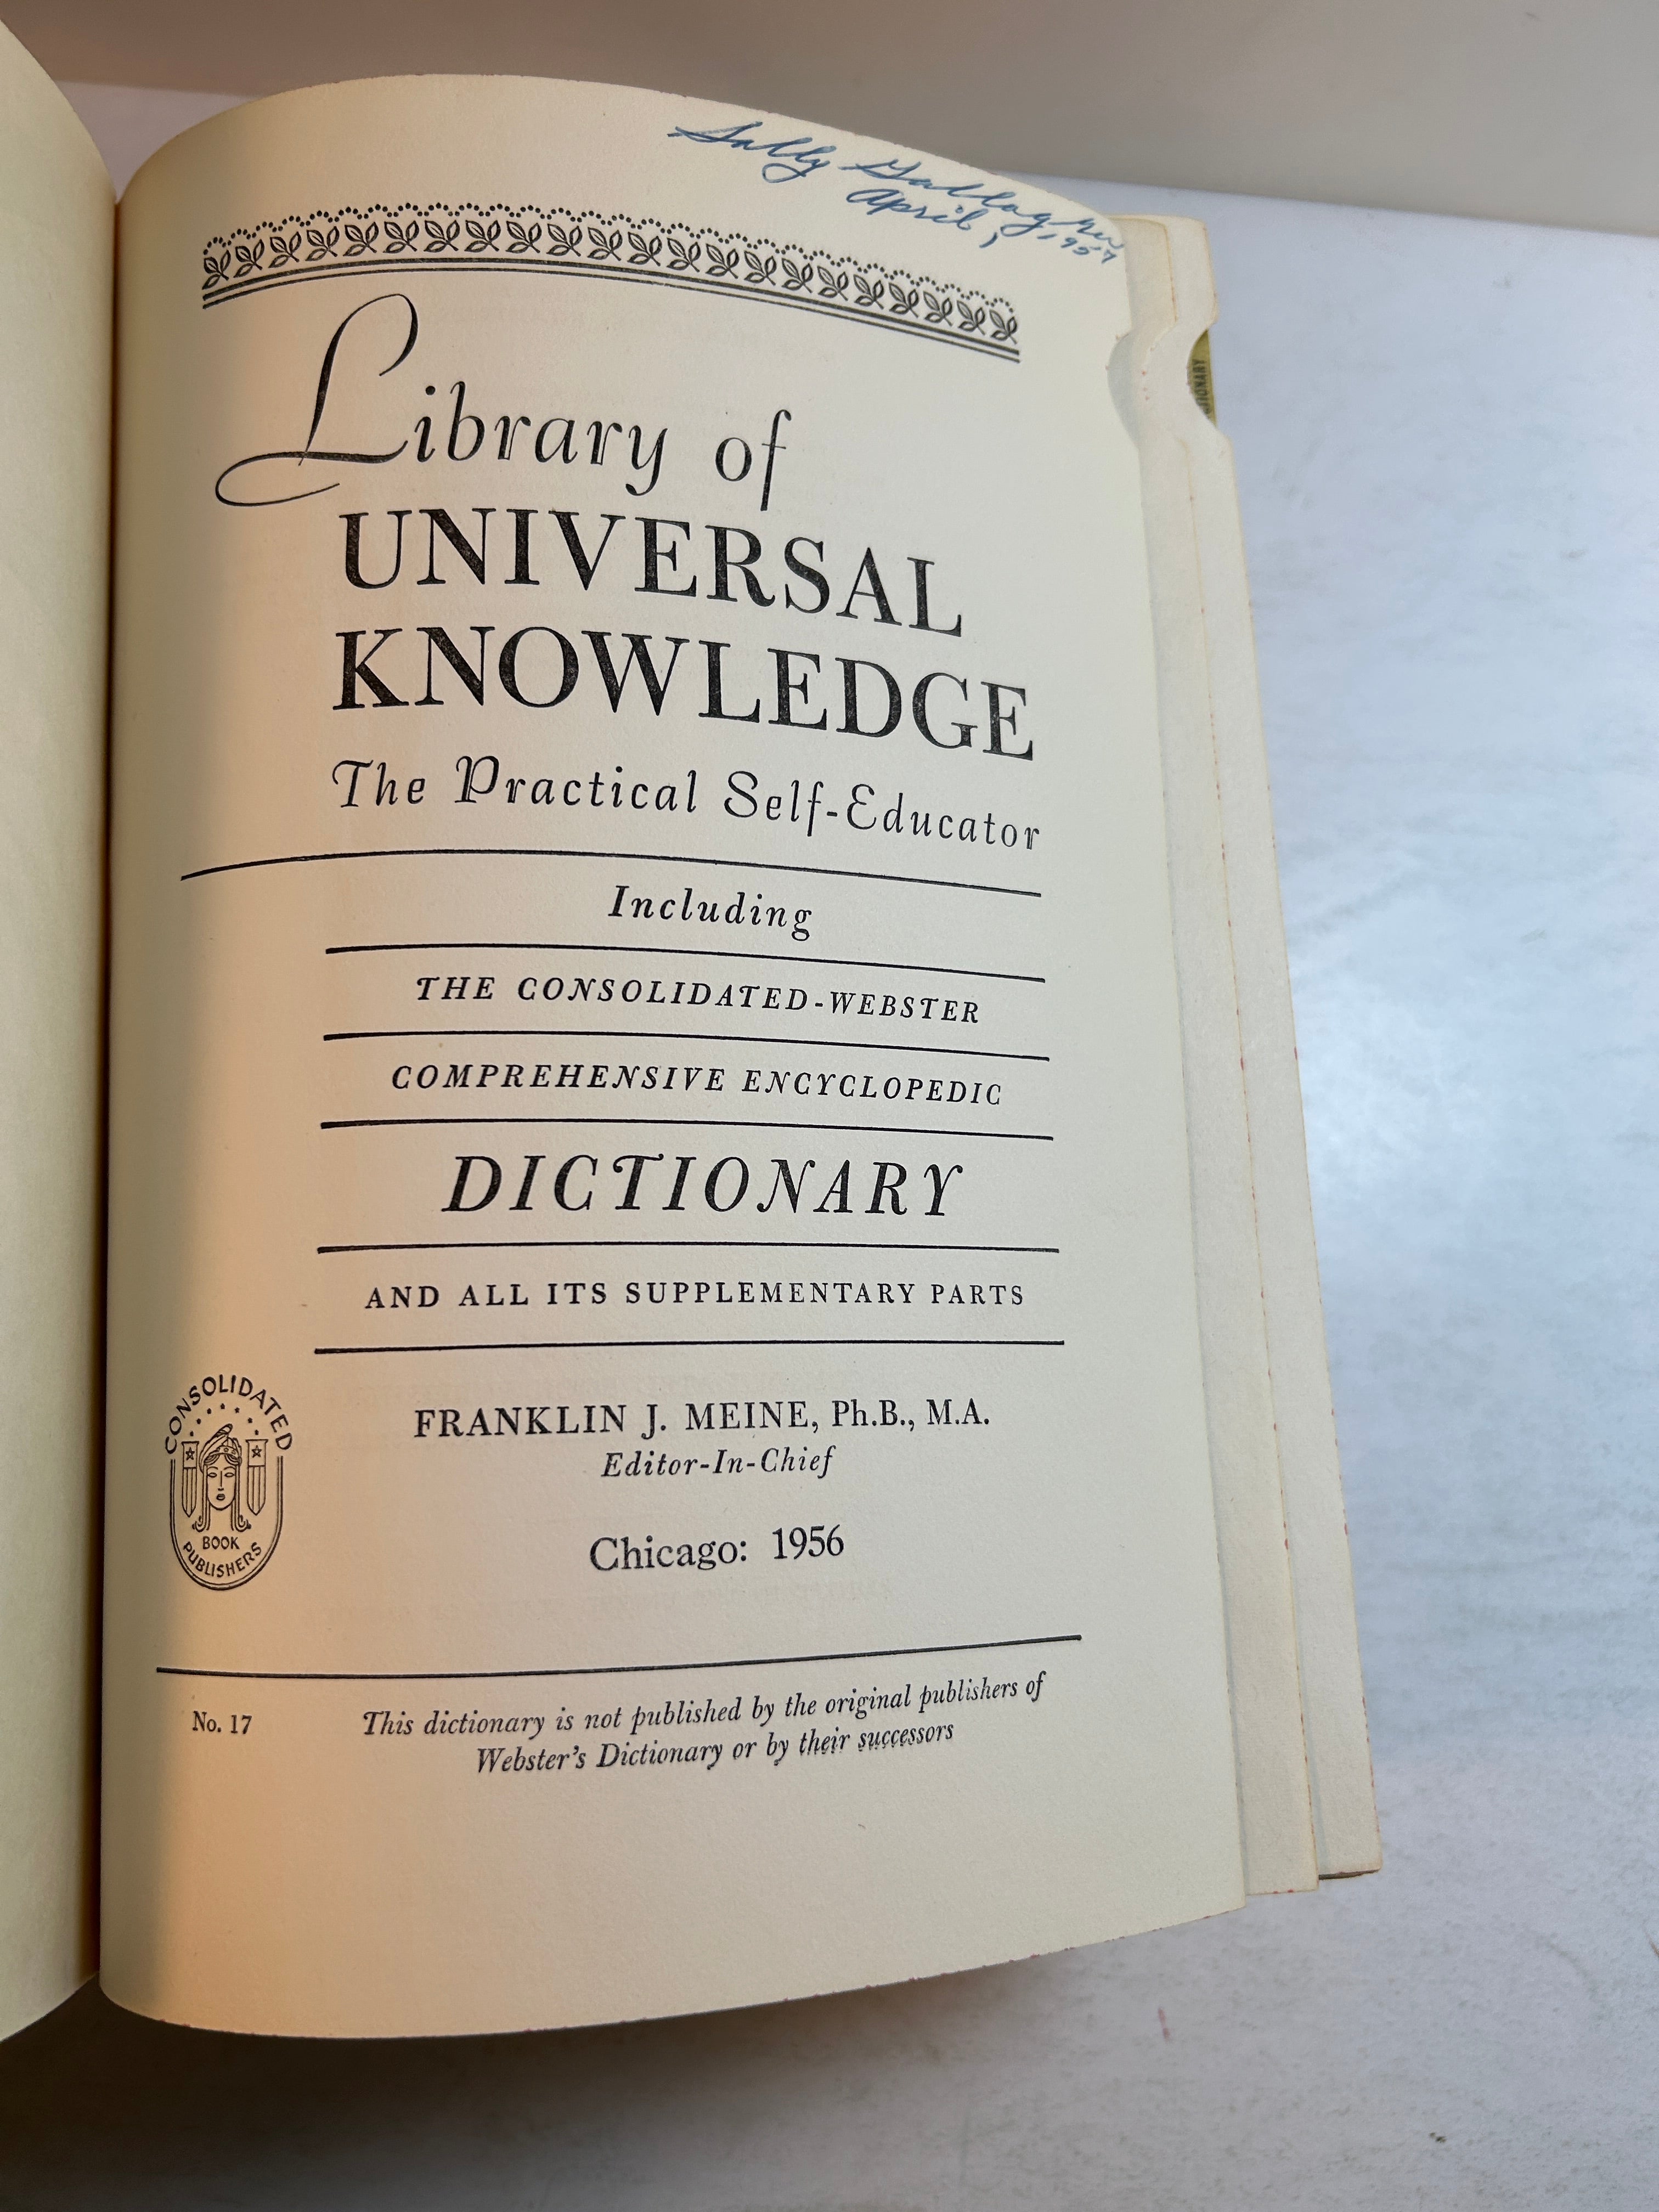 Sally Gallagher
April, 1957
Library of
UNIVERSAL
KNOWLEDGE
The Practical Self-Educator
Including
THE CONSOLIDATED-WEBSTER
COMPREHENSIVE ENCYCLOPEDIC
DICTIONARY
AND ALL ITS SUPPLEMENTARY PARTS
CONSOLIDATED
BOOK
PUBLISHERS
FRANKLIN J. MEINE, Ph.B., M.A.
Editor-In-Chief
Chicago: 1956
No. 17
This dictionary is not published by the original publishers of
Webster's Dictionary or by their successors